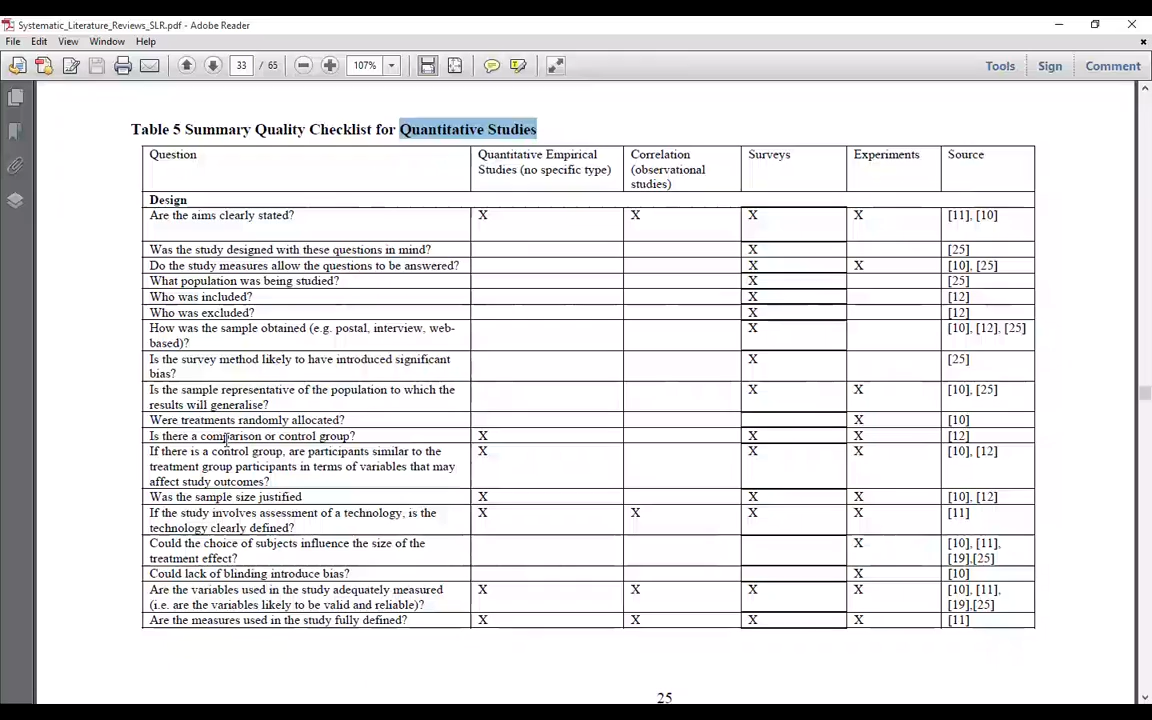 Systematic_Literature_Reviews_SLR.pdf - Adobe Reader
File Edit View Window Help
33 / 65 107% Tools Sign Comment
Table 5 Summary Quality Checklist for Quantitative Studies
Question Quantitative Empirical Correlation Surveys Experiments Source
Studies (no specific type) (observational
studies)
Design
Are the aims clearly stated? X X X X [11], [10]
Was the study designed with these questions in mind? X [25]
Do the study measures allow the questions to be answered? X X [10], [25]
What population was being studied? X [25]
Who was included? X [12]
Who was excluded? X [12]
How was the sample obtained (e.g. postal, interview, web- X [10], [12], [25]
based)?
Is the survey method likely to have introduced significant X [25]
bias?
Is the sample representative of the population to which the X X [10], [25]
results will generalise?
Were treatments randomly allocated? X [10]
Is there a comparison or control group? X X X [12]
If there is a control group, are participants similar to the X X X [10], [12]
treatment group participants in terms of variables that may
affect study outcomes?
Was the sample size justified X X X [10], [12]
If the study involves assessment of a technology, is the X X X X [11]
technology clearly defined?
Could the choice of subjects influence the size of the X [10], [11],
treatment effect? [19],[25]
Could lack of blinding introduce bias? X [10]
Are the variables used in the study adequately measured X X X X [10], [11],
(i.e. are the variables likely to be valid and reliable)? [19],[25]
Are the measures used in the study fully defined? X X X X [11]
25